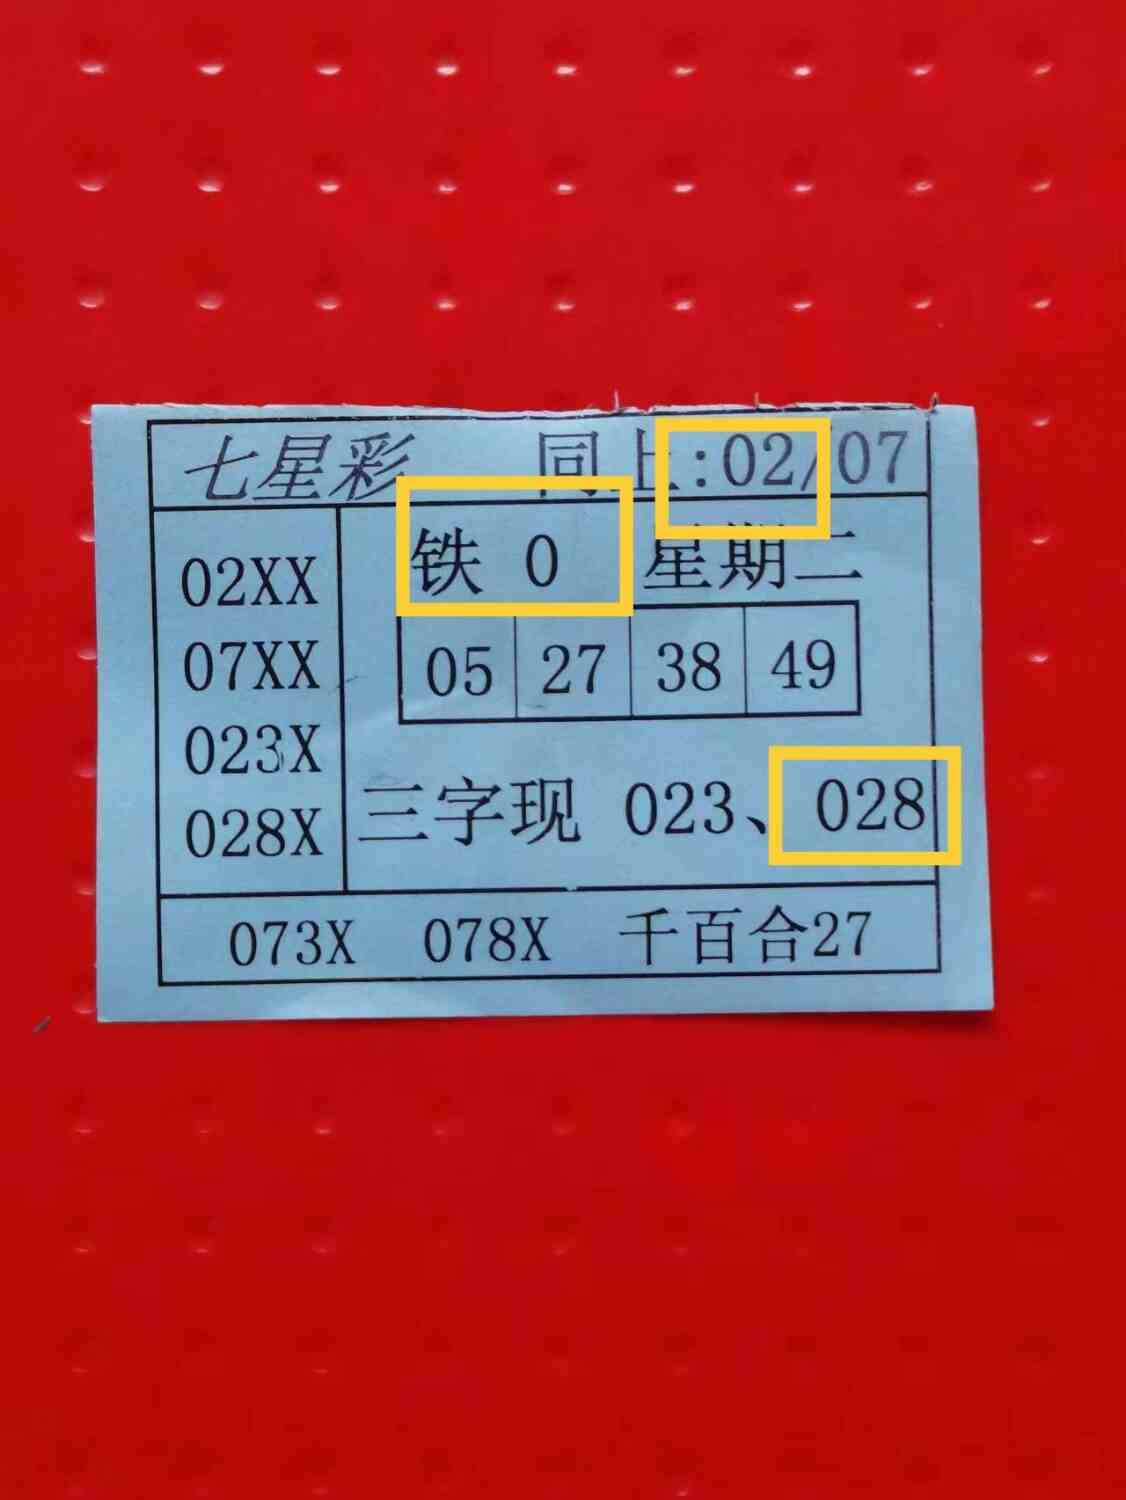 七星彩 同上:02/07
02XX
07XX
023X
028X
铁 0 星期二
05 27 38 49
三字现 023、028
073X 078X 千百合27